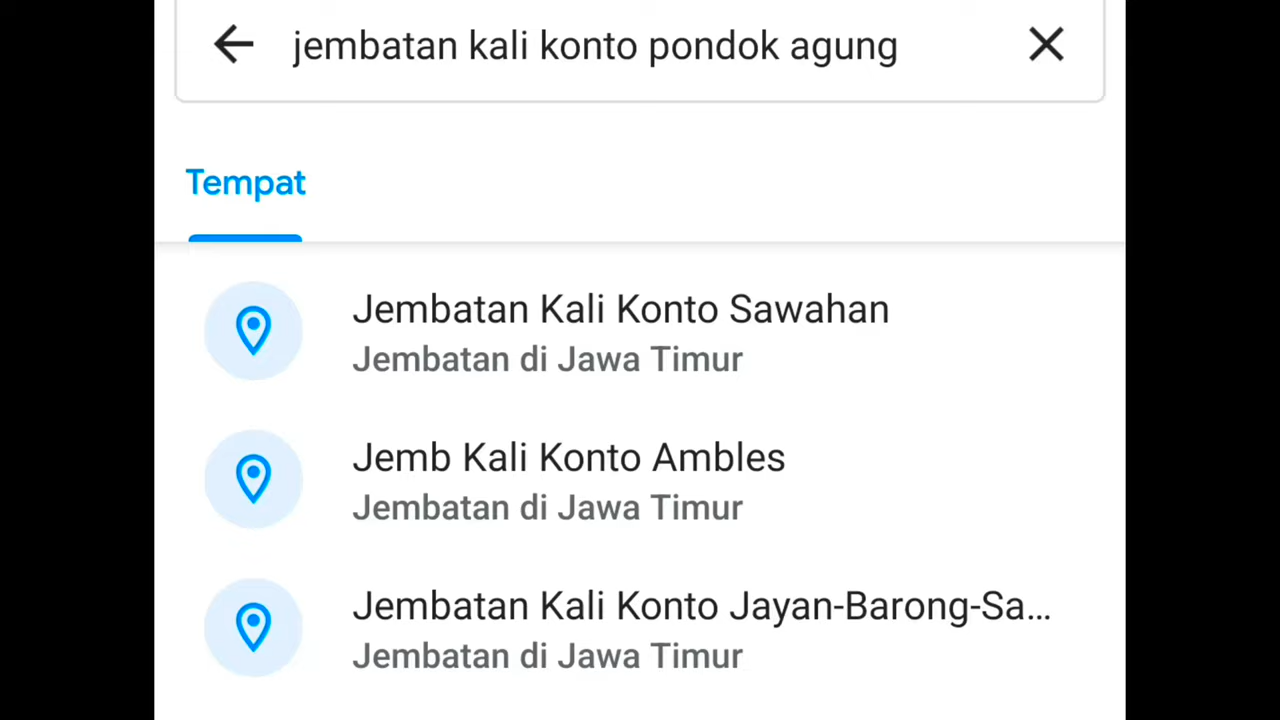 jembatan kali konto pondok agung
Tempat
Jembatan Kali Konto Sawahan
Jembatan di Jawa Timur
Jemb Kali Konto Ambles
Jembatan di Jawa Timur
Jembatan Kali Konto Jayan-Barong-Sa...
Jembatan di Jawa Timur